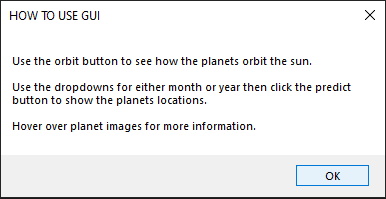 HOW TO USE GUI
Use the orbit button to see how the planets orbit the sun.
Use the dropdowns for either month or year then click the predict
button to show the planets locations.
Hover over planet images for more information.
OK